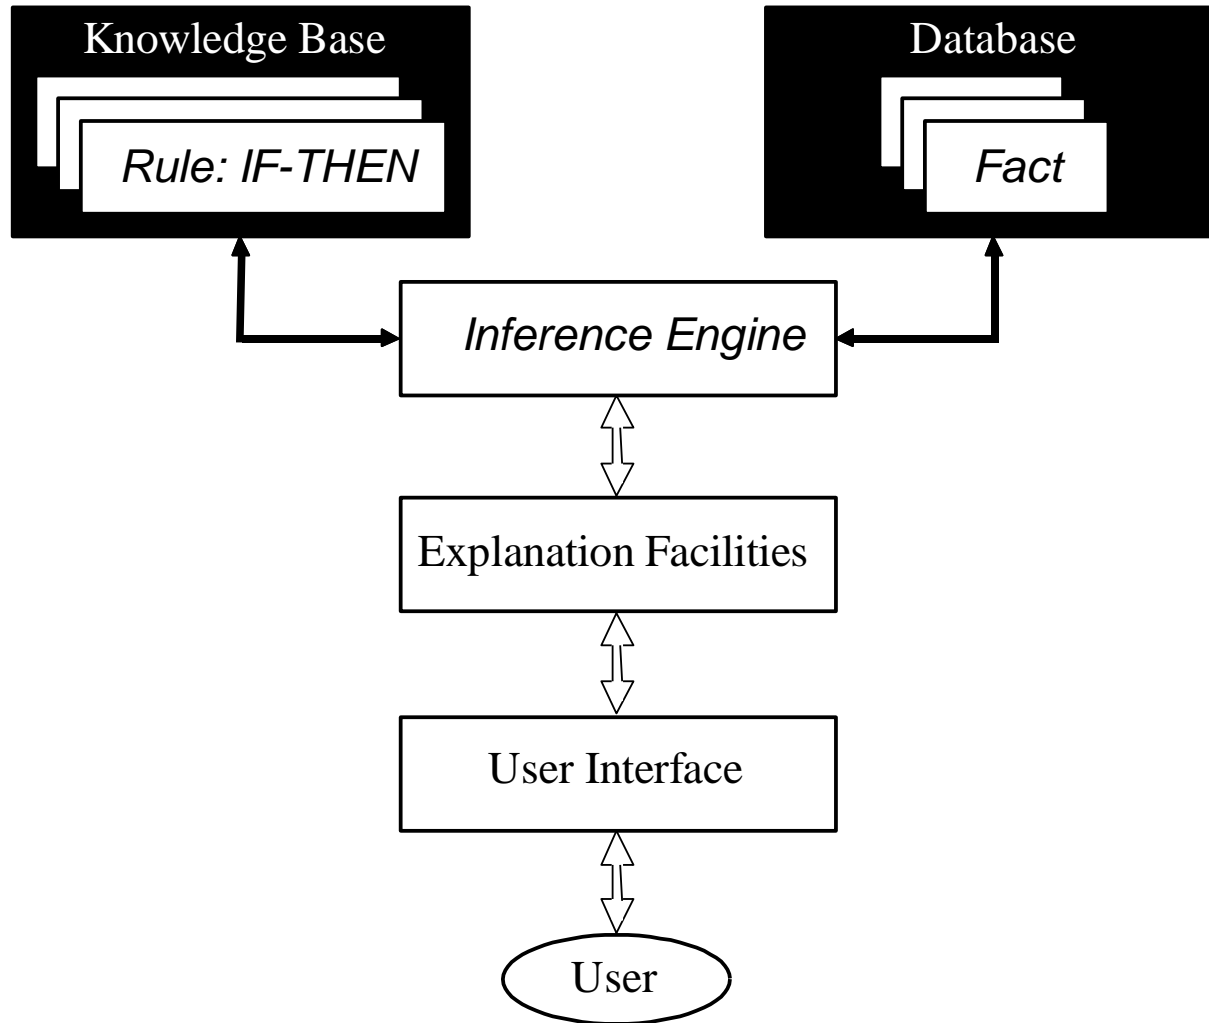 Knowledge Base
Rule: IF-THEN
Database
Fact
Inference Engine
Explanation Facilities
User Interface
User